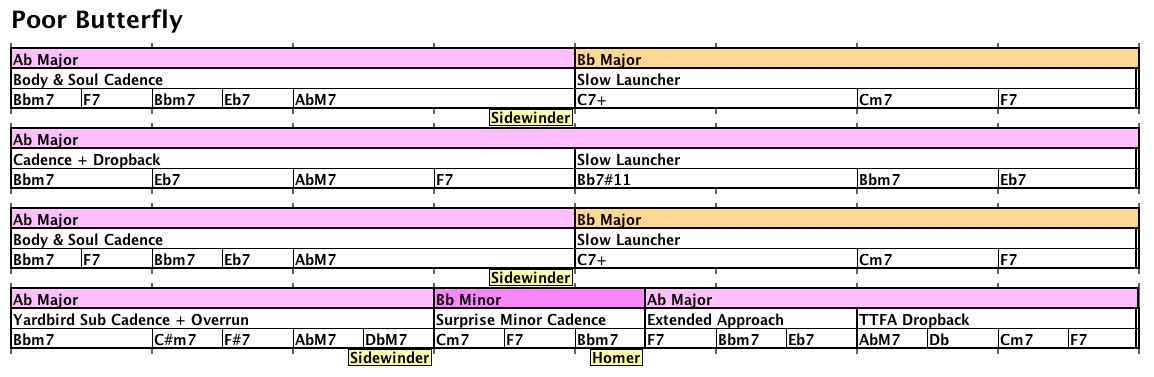 Poor Butterfly
Ab Major Bb Major
Body & Soul Cadence Slow Launcher
Bbm7 F7 Bbm7 Eb7 AbM7 C7+ Cm7 F7
Sidewinder
Ab Major
Cadence + Dropback Slow Launcher
Bbm7 Eb7 AbM7 F7 Bb7#11 Bbm7 Eb7
Ab Major Bb Major
Body & Soul Cadence Slow Launcher
Bbm7 F7 Bbm7 Eb7 AbM7 C7+ Cm7 F7
Sidewinder
Ab Major Bb Minor Ab Major
Yardbird Sub Cadence + Overrun Surprise Minor Cadence Extended Approach TTFA Dropback
Bbm7 C#m7 F#7 AbM7 DbM7 Cm7 F7 Bbm7 F7 Bbm7 Eb7 AbM7 Db Cm7 F7
Sidewinder Homer